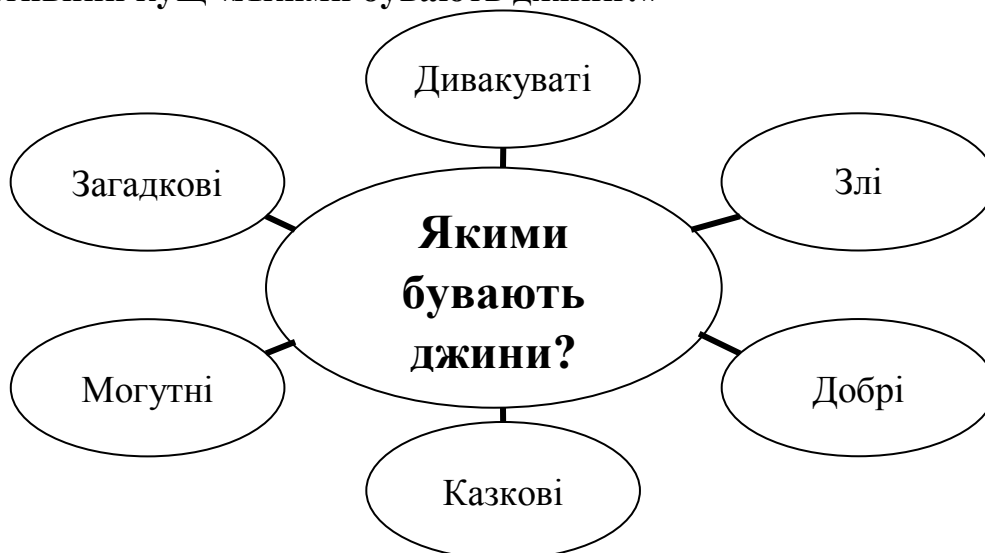 Дивакуваті
Загадкові
Злі
Якими
бувають
джини?
Могутні
Добрі
Казкові